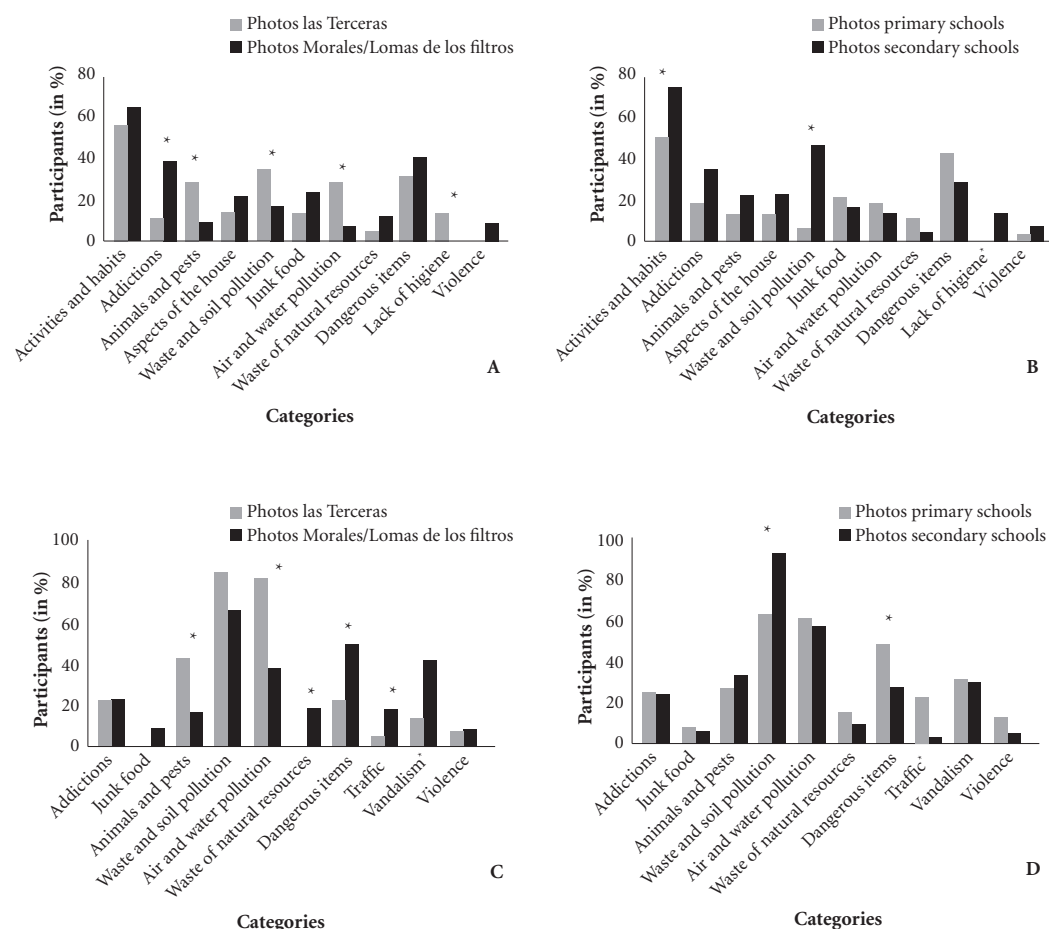 Photos las Terceras
Photos Morales/Lomas de los filtros
Participants (in %)
80
60
40
20
0
*
*
*
*
*
Activities and habits
Addictions
Animals and pests
Aspects of the house
Waste and soil pollution
Junk food
Air and water pollution
Waste of natural resources
Dangerous items
Lack of higiene
Violence
A
Categories
Photos primary schools
Photos secondary schools
Participants (in %)
80
60
40
20
0
*
*
Activities and habits
Addictions
Animals and pests
Aspects of the house
Waste and soil pollution
Junk food
Air and water pollution
Waste of natural resources
Dangerous items
Lack of higiene*
Violence
B
Categories
Photos las Terceras
Photos Morales/Lomas de los filtros
Participants (in %)
100
80
60
40
20
0
*
*
*
*
*
Addictions
Junk food
Animals and pests
Waste and soil pollution
Air and water pollution
Waste of natural resources
Dangerous items
Traffic
Vandalism*
Violence
C
Categories
Photos primary schools
Photos secondary schools
Participants (in %)
100
80
60
40
20
0
*
*
Addictions
Junk food
Animals and pests
Waste and soil pollution
Air and water pollution
Waste of natural resources
Dangerous items
Traffic*
Vandalism
Violence
D
Categories